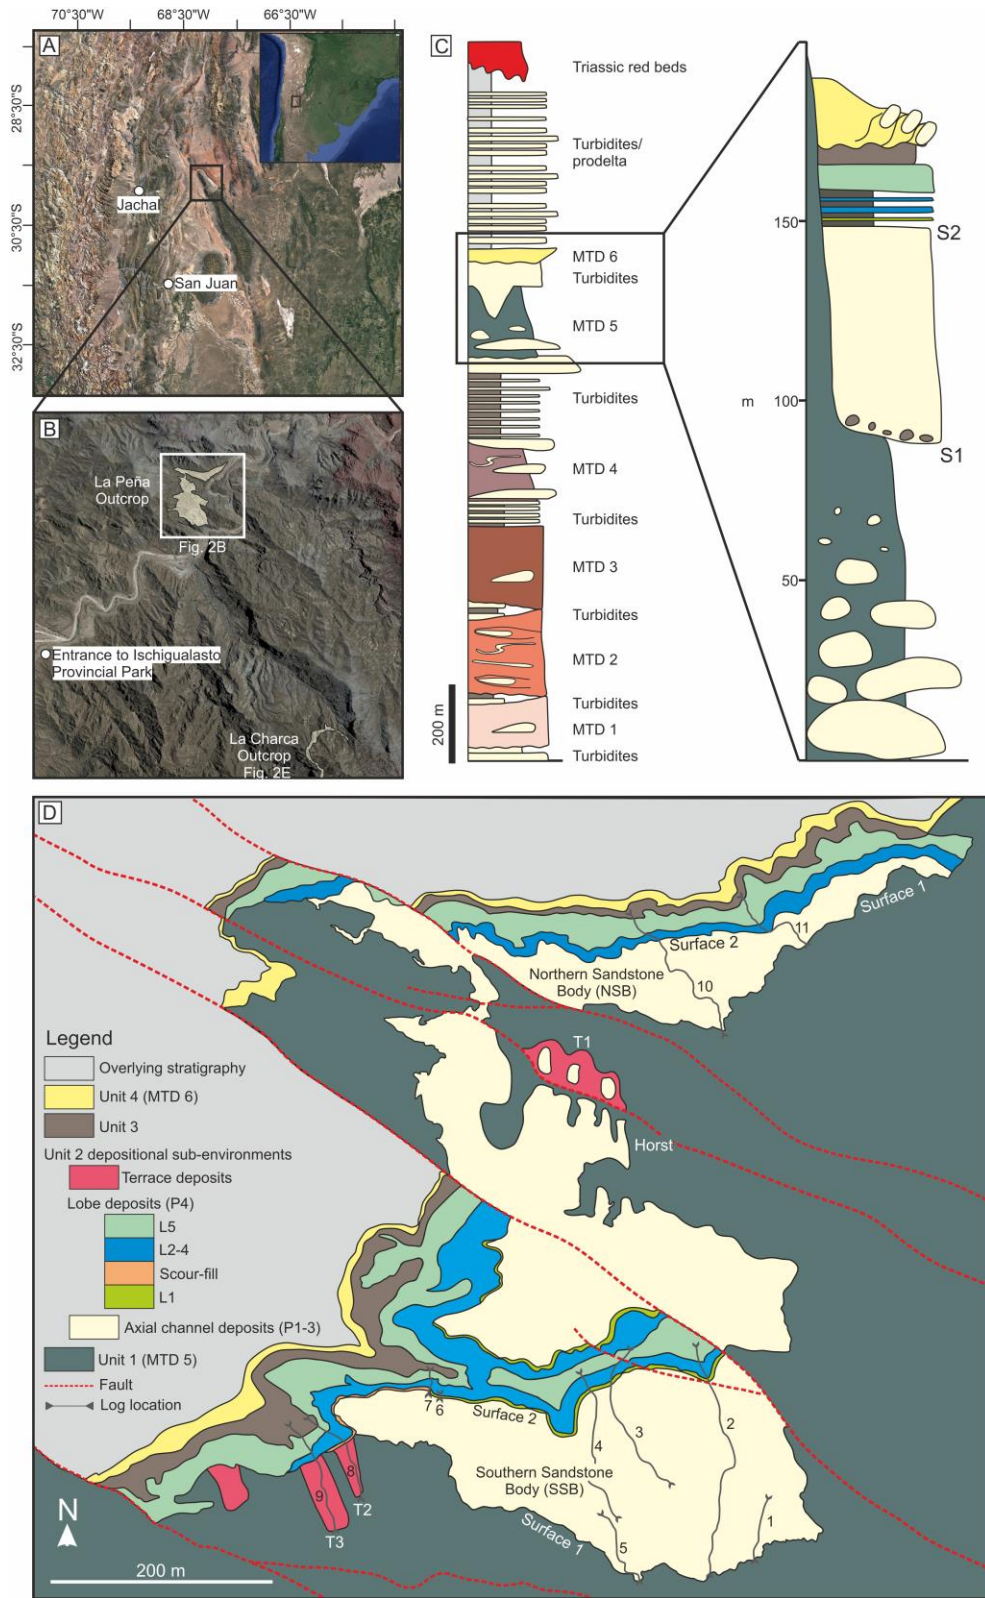 70°30'W 68°30'W 66°30'W
A
28°30'S
30°30'S
32°30'S
Jachal
San Juan
B
La Peña
Outcrop
Fig. 2B
Entrance to Ischigualasto
Provincial Park
La Charca
Outcrop
Fig. 2E
C
Triassic red beds
Turbidites/
prodelta
MTD 6
Turbidites
MTD 5
Turbidites
MTD 4
Turbidites
MTD 3
Turbidites
MTD 2
Turbidites
MTD 1
Turbidites
200 m
150
m
100
50
S2
S1
D
Surface 1
Surface 2
11
10
Northern Sandstone
Body (NSB)
T1
Horst
Legend
Overlying stratigraphy
Unit 4 (MTD 6)
Unit 3
Unit 2 depositional sub-environments
Terrace deposits
Lobe deposits (P4)
L5
L2-4
Scour-fill
L1
Axial channel deposits (P1-3)
Unit 1 (MTD 5)
Fault
Log location
7
6
Surface 2
4
3
2
8
9
T2
T3
Southern Sandstone
Body (SSB)
Surface 1
5
1
N
200 m